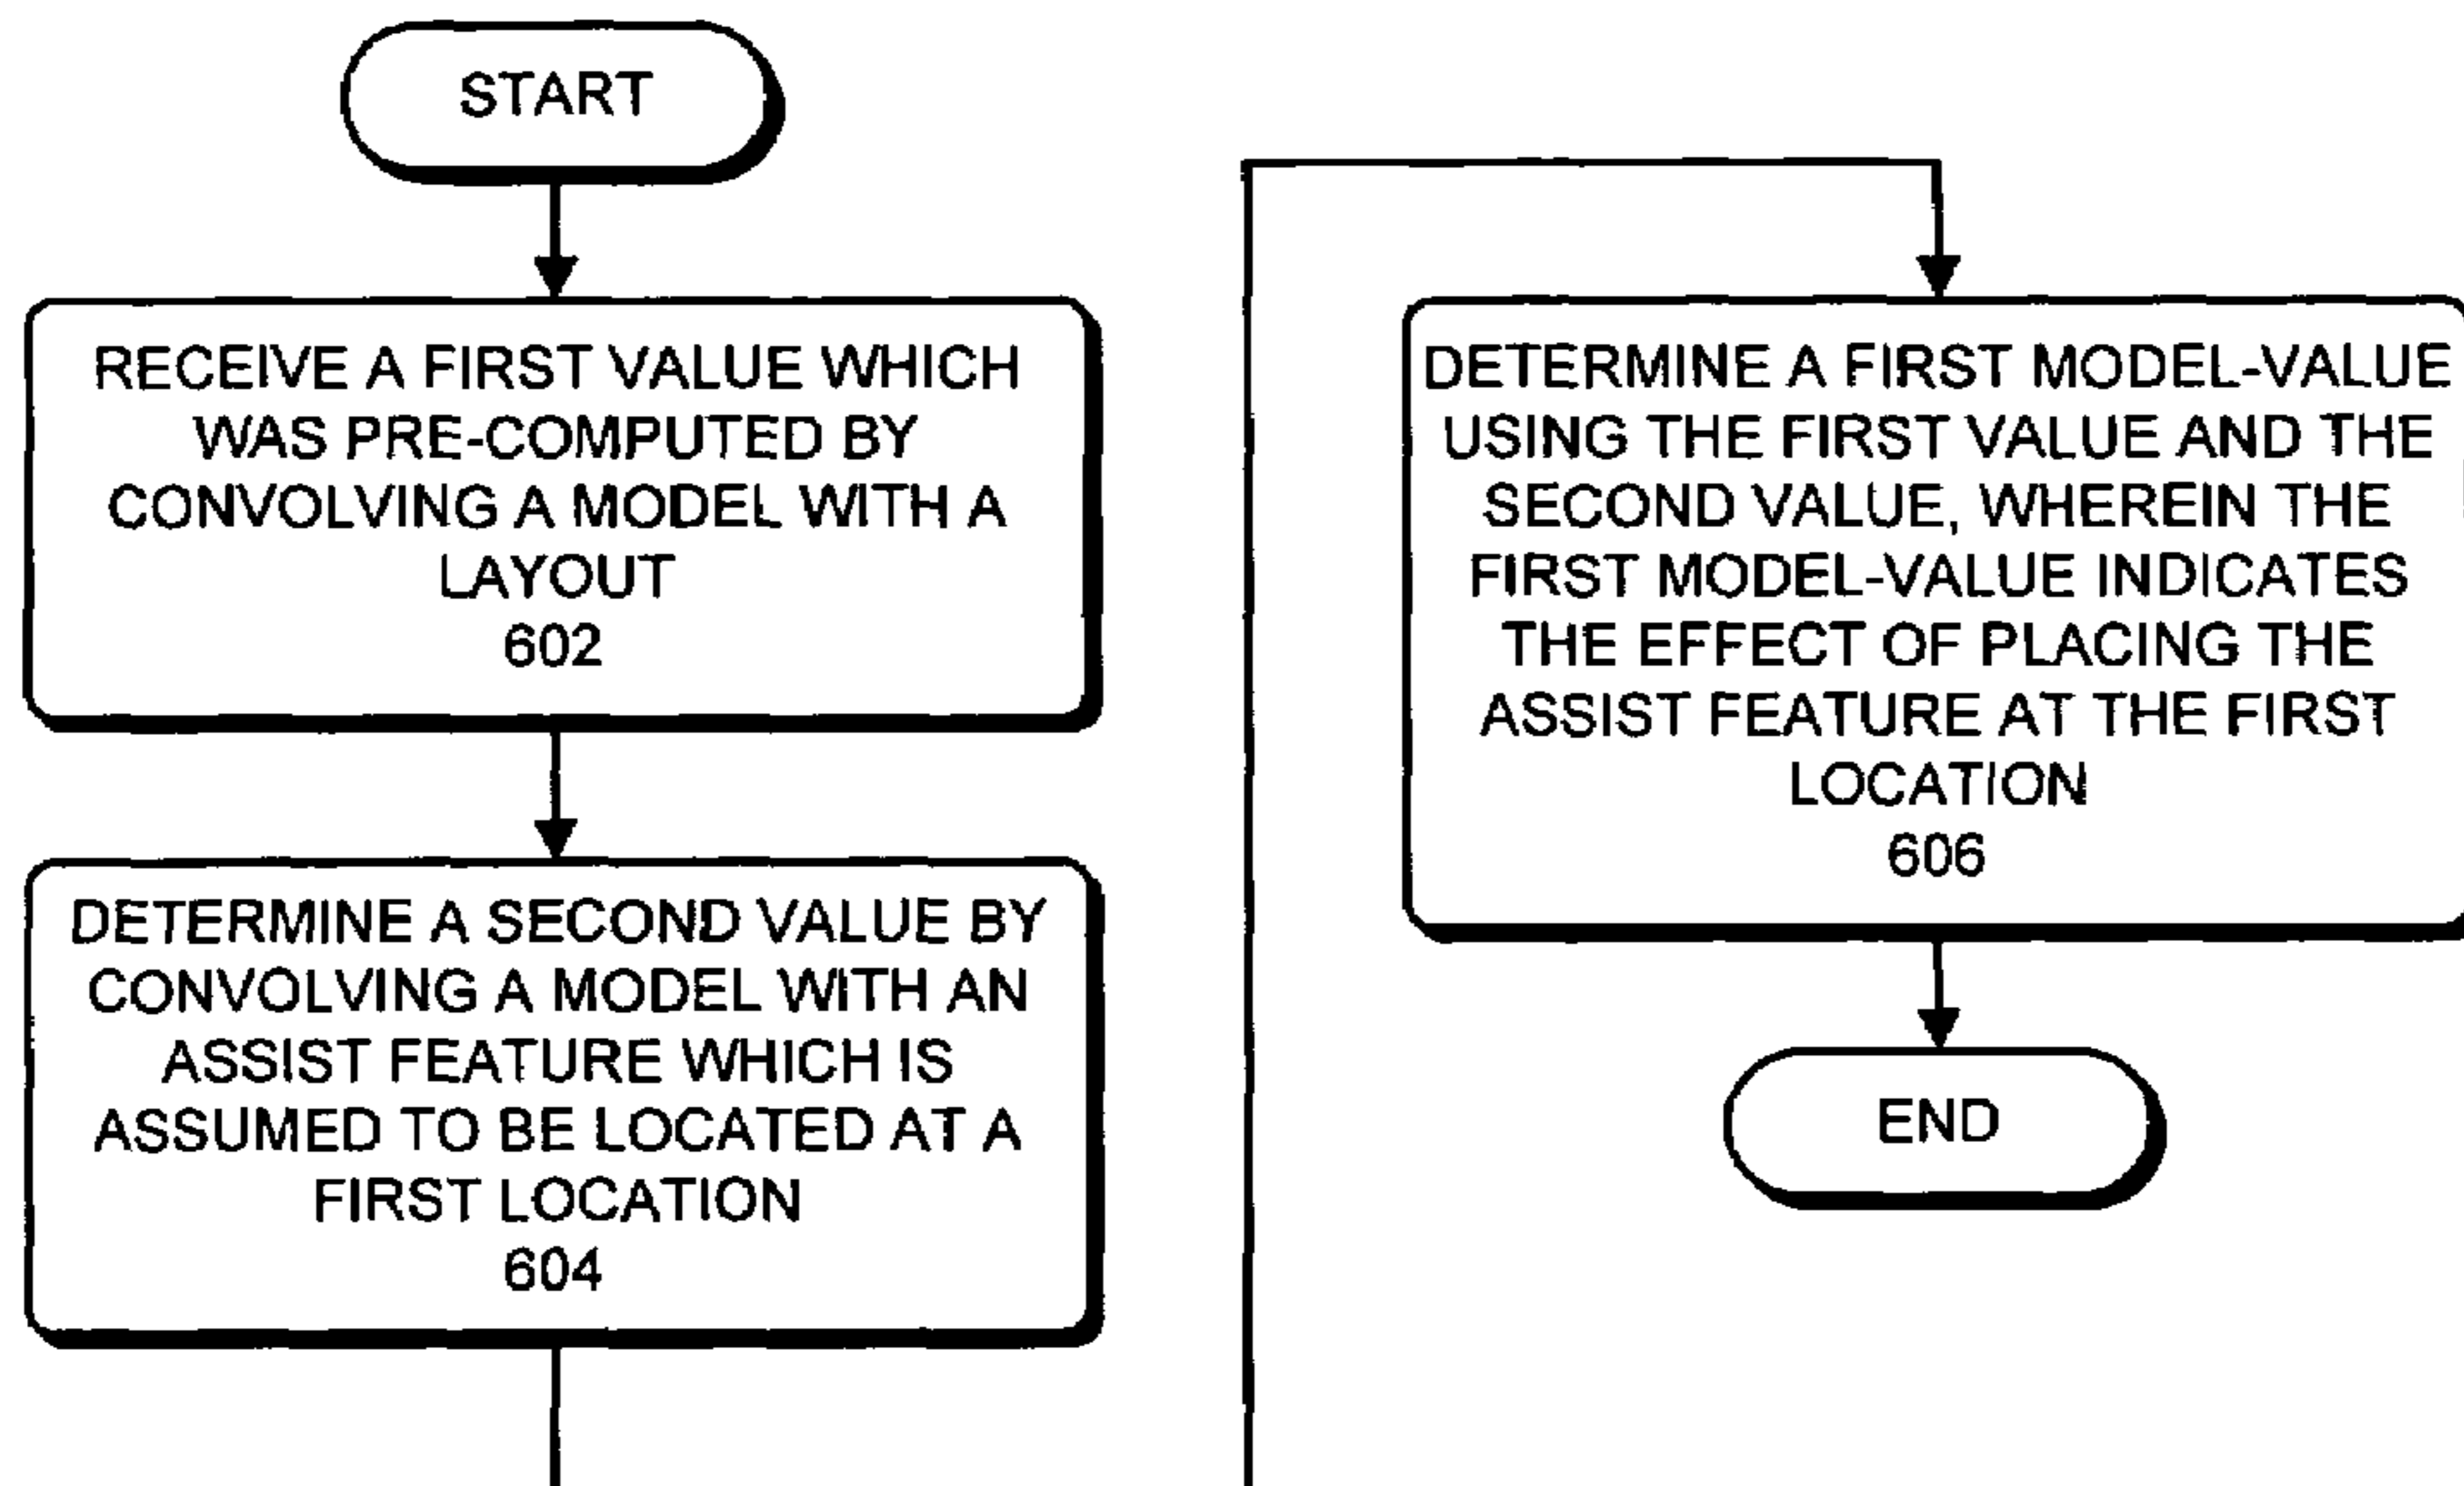 START
RECEIVE A FIRST VALUE WHICH
WAS PRE-COMPUTED BY
CONVOLVING A MODEL WITH A
LAYOUT
602
DETERMINE A SECOND VALUE BY
CONVOLVING A MODEL WITH AN
ASSIST FEATURE WHICH IS
ASSUMED TO BE LOCATED AT A
FIRST LOCATION
604
DETERMINE A FIRST MODEL-VALUE
USING THE FIRST VALUE AND THE
SECOND VALUE, WHEREIN THE
FIRST MODEL-VALUE INDICATES
THE EFFECT OF PLACING THE
ASSIST FEATURE AT THE FIRST
LOCATION
606
END